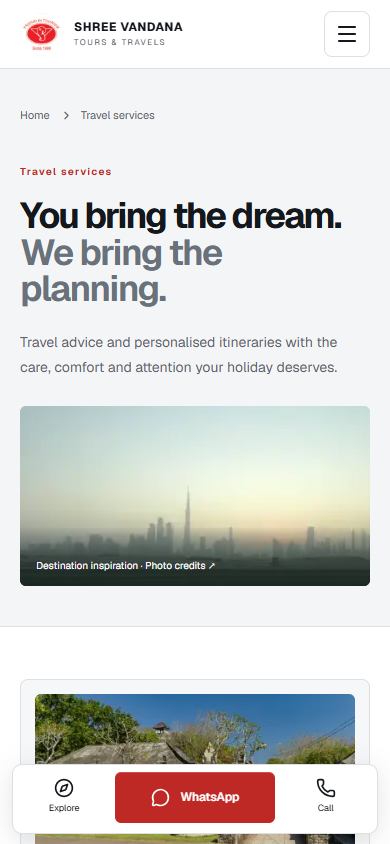 SHREE VANDANA
TOURS & TRAVELS
Since 1996
Home > Travel services
Travel services
You bring the dream.
We bring the
planning.
Travel advice and personalised itineraries with the
care, comfort and attention your holiday deserves.
Destination inspiration · Photo credits ↗
Explore
WhatsApp
Call